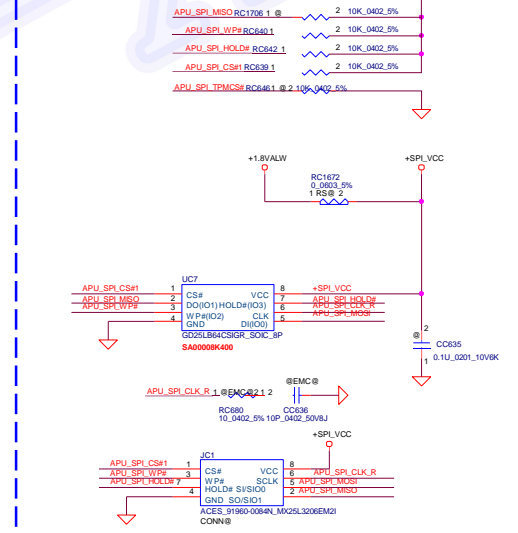 APU_SPI_MISO RC1706 1 @ 2 10K_0402_5%
APU_SPI_WP# RC640 1 2 10K_0402_5%
APU_SPI_HOLD# RC642 1 2 10K_0402_5%
APU_SPI_CS#1 RC639 1 2 10K_0402_5%
APU_SPI_TPMCS# RC646 1 @ 2 10K_0402_5%
+1.8VALW
+SPI_VCC
RC1672
0_0603_5%
1 RS@ 2
UC7
APU_SPI_CS#1 1 CS# VCC 8 +SPI_VCC
APU_SPI_MISO 2 DO(IO1) HOLD#(IO3) 7 APU_SPI_HOLD#
APU_SPI_WP# 3 WP#(IO2) CLK 6 APU_SPI_CLK_R
4 GND DI(IO0) 5 APU_SPI_MOSI
GD25LB64CSIGR_SOIC_8P
SA00008K400
@ 2
CC635
0.1U_0201_10V6K
1
@EMC@
APU_SPI_CLK_R 1 @EMC@ 2 1 2
RC680 CC636
10_0402_5% 10P_0402_50V8J
+SPI_VCC
JC1
APU_SPI_CS#1 1 CS# VCC 8
APU_SPI_WP# 3 WP# SCLK 6 APU_SPI_CLK_R
APU_SPI_HOLD# 7 HOLD# SI/SIO0 5 APU_SPI_MOSI
4 GND SO/SIO1 2 APU_SPI_MISO
ACES_91960-0084N_MX25L3206EM2I
CONN@